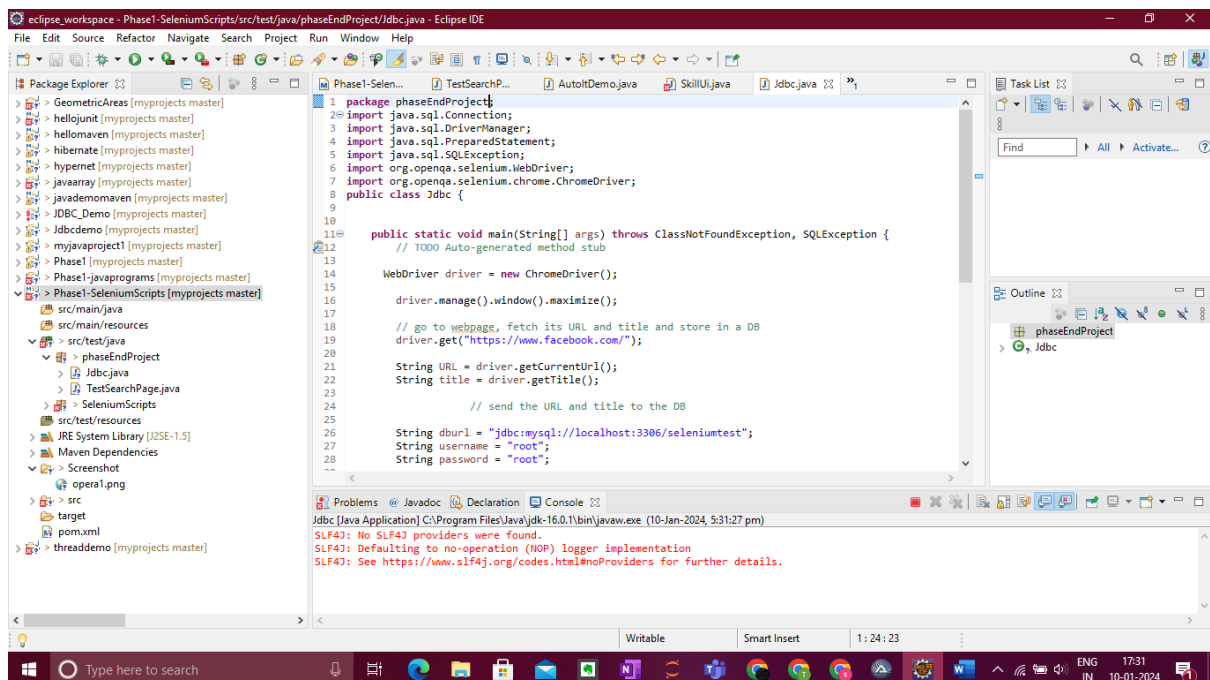 eclipse_workspace - Phase1-SeleniumScripts/src/test/java/phaseEndProject/Jdbc.java - Eclipse IDE
File Edit Source Refactor Navigate Search Project Run Window Help
Package Explorer
> GeometricAreas [myprojects master]
> hellojunit [myprojects master]
> hellomaven [myprojects master]
> hibernate [myprojects master]
> hypernet [myprojects master]
> javaarray [myprojects master]
> javademomaven [myprojects master]
> JDBC_Demo [myprojects master]
> Jdbcdemo [myprojects master]
> myjavaproject1 [myprojects master]
> Phase1 [myprojects master]
> Phase1-javaprograms [myprojects master]
> Phase1-SeleniumScripts [myprojects master]
src/main/java
src/main/resources
> src/test/java
> phaseEndProject
> Jdbc.java
> TestSearchPage.java
> SeleniumScripts
src/test/resources
JRE System Library [J2SE-1.5]
Maven Dependencies
> Screenshot
opera1.png
> src
target
pom.xml
> threaddemo [myprojects master]
Phase1-Selen... TestSearchP... AutoItDemo.java SkillUi.java Jdbc.java »1
1 package phaseEndProject;
2 import java.sql.Connection;
3 import java.sql.DriverManager;
4 import java.sql.PreparedStatement;
5 import java.sql.SQLException;
6 import org.openqa.selenium.WebDriver;
7 import org.openqa.selenium.chrome.ChromeDriver;
8 public class Jdbc {
9
10
11 public static void main(String[] args) throws ClassNotFoundException, SQLException {
12 // TODO Auto-generated method stub
13
14 WebDriver driver = new ChromeDriver();
15
16 driver.manage().window().maximize();
17
18 // go to webpage, fetch its URL and title and store in a DB
19 driver.get("https://www.facebook.com/");
20
21 String URL = driver.getCurrentUrl();
22 String title = driver.getTitle();
23
24 // send the URL and title to the DB
25
26 String dburl = "jdbc:mysql://localhost:3306/seleniumtest";
27 String username = "root";
28 String password = "root";
Task List
Find All Activate...
Outline
phaseEndProject
> Jdbc
Problems @ Javadoc Declaration Console
Jdbc [Java Application] C:\Program Files\Java\jdk-16.0.1\bin\javaw.exe (10-Jan-2024, 5:31:27 pm)
SLF4J: No SLF4J providers were found.
SLF4J: Defaulting to no-operation (NOP) logger implementation
SLF4J: See https://www.slf4j.org/codes.html#noProviders for further details.
Writable Smart Insert 1 : 24 : 23
Type here to search
ENG 17:31
IN 10-01-2024